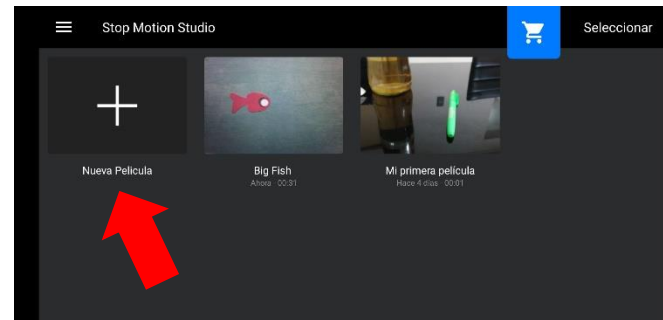 Stop Motion Studio
Seleccionar
Nueva Pelicula
Big Fish
Ahora · 00:31
Mi primera película
Hace 4 días · 00:01